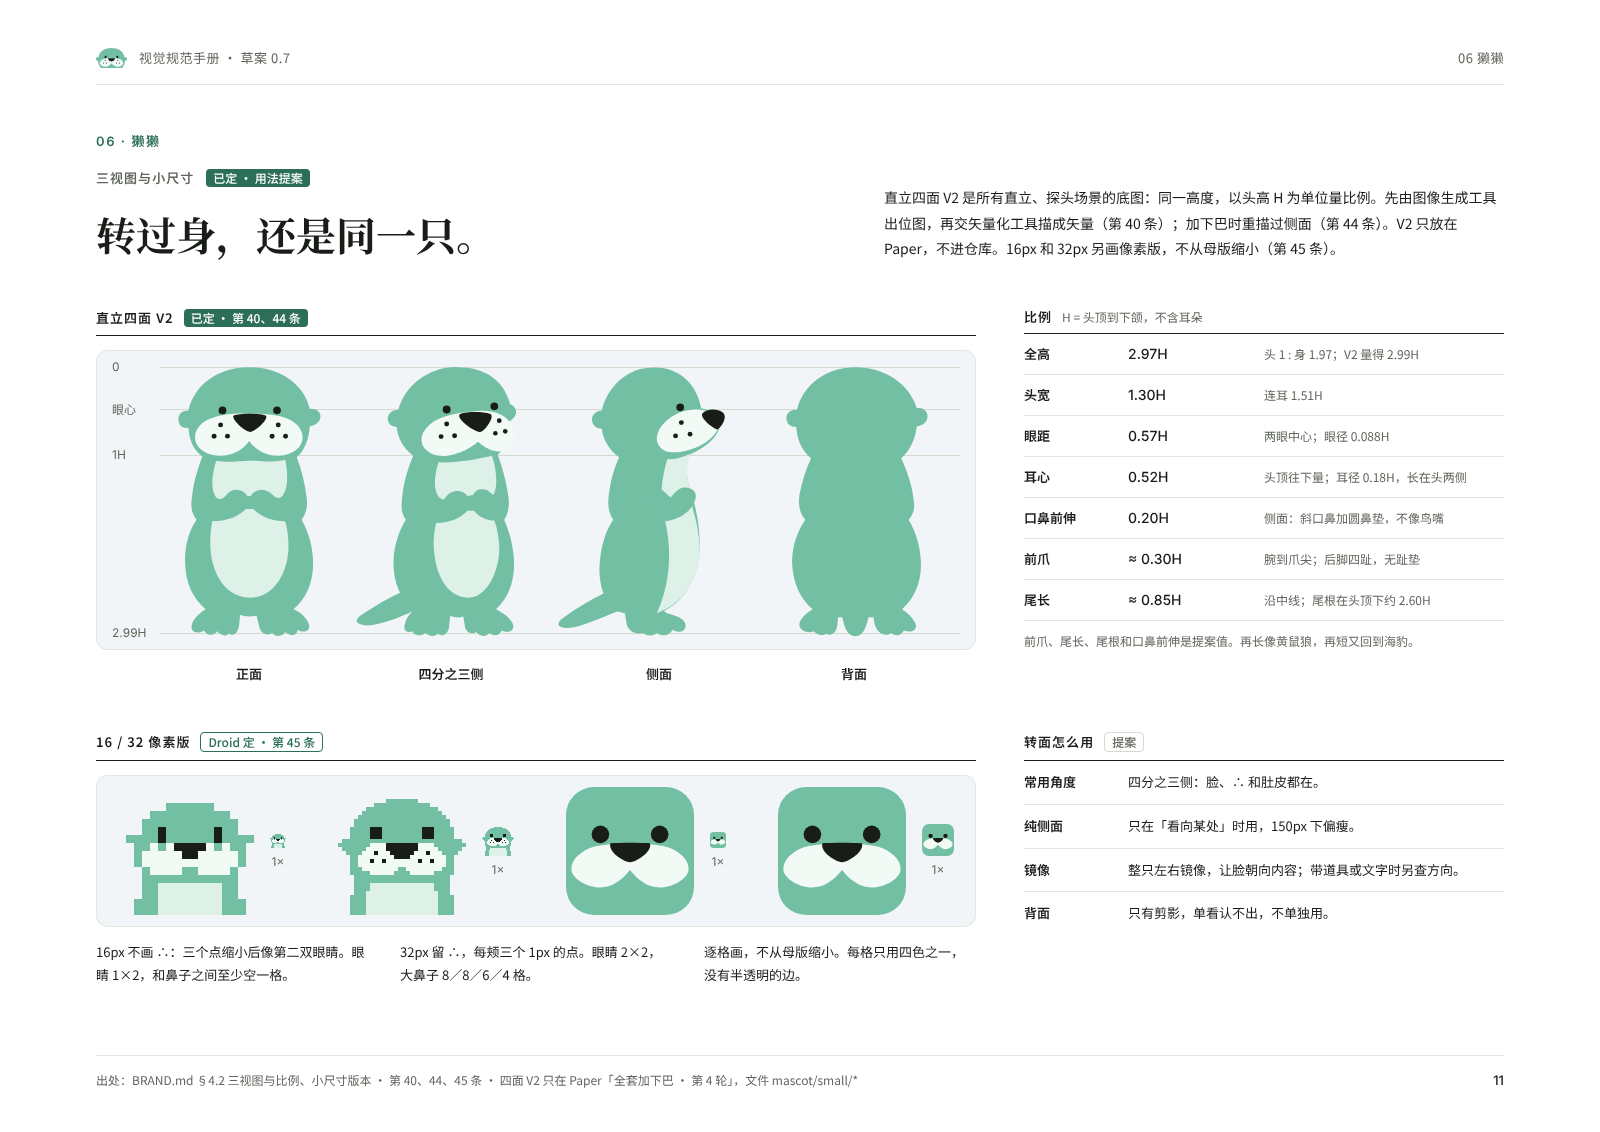 视觉规范手册 · 草案 0.7
06 獭獭
06 · 獭獭
三视图与小尺寸 已定 · 用法提案
转过身，还是同一只。
直立四面 V2 是所有直立、探头场景的底图：同一高度，以头高 H 为单位量比例。先由图像生成工具
出位图，再交矢量化工具描成矢量（第 40 条）；加下巴时重描过侧面（第 44 条）。V2 只放在
Paper，不进仓库。16px 和 32px 另画像素版，不从母版缩小（第 45 条）。
直立四面 V2 已定 · 第 40、44 条
0
眼心
1H
2.99H
正面
四分之三侧
侧面
背面
比例 H = 头顶到下颌，不含耳朵
全高 2.97H 头 1 : 身 1.97；V2 量得 2.99H
头宽 1.30H 连耳 1.51H
眼距 0.57H 两眼中心；眼径 0.088H
耳心 0.52H 头顶往下量；耳径 0.18H，长在头两侧
口鼻前伸 0.20H 侧面：斜口鼻加圆鼻垫，不像鸟嘴
前爪 ≈ 0.30H 腕到爪尖；后脚四趾，无趾垫
尾长 ≈ 0.85H 沿中线；尾根在头顶下约 2.60H
前爪、尾长、尾根和口鼻前伸是提案值。再长像黄鼠狼，再短又回到海豹。
16 / 32 像素版 Droid 定 · 第 45 条
1×
1×
1×
1×
16px 不画 ∴：三个点缩小后像第二双眼睛。眼
睛 1×2，和鼻子之间至少空一格。
32px 留 ∴，每颊三个 1px 的点。眼睛 2×2，
大鼻子 8／8／6／4 格。
逐格画，不从母版缩小。每格只用四色之一，
没有半透明的边。
转面怎么用 提案
常用角度 四分之三侧：脸、∴ 和肚皮都在。
纯侧面 只在「看向某处」时用，150px 下偏瘦。
镜像 整只左右镜像，让脸朝向内容；带道具或文字时另查方向。
背面 只有剪影，单看认不出，不单独用。
出处：BRAND.md §4.2 三视图与比例、小尺寸版本 · 第 40、44、45 条 · 四面 V2 只在 Paper「全套加下巴 · 第 4 轮」，文件 mascot/small/*
11